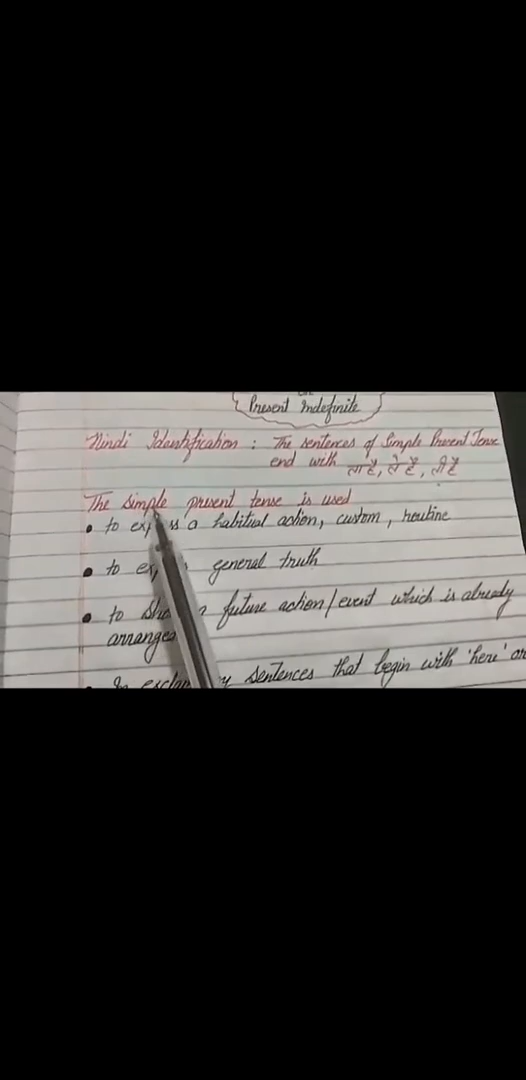 Present Indefinite
Hindi Identification : The sentences of Simple Present Tense
end with ता है, ते हैं, ती है
The simple present tense is used
• to a habitual action, custom, routine
• to general truth
• to future action/event which is already
arranged
• In sentences that begin with 'here' or